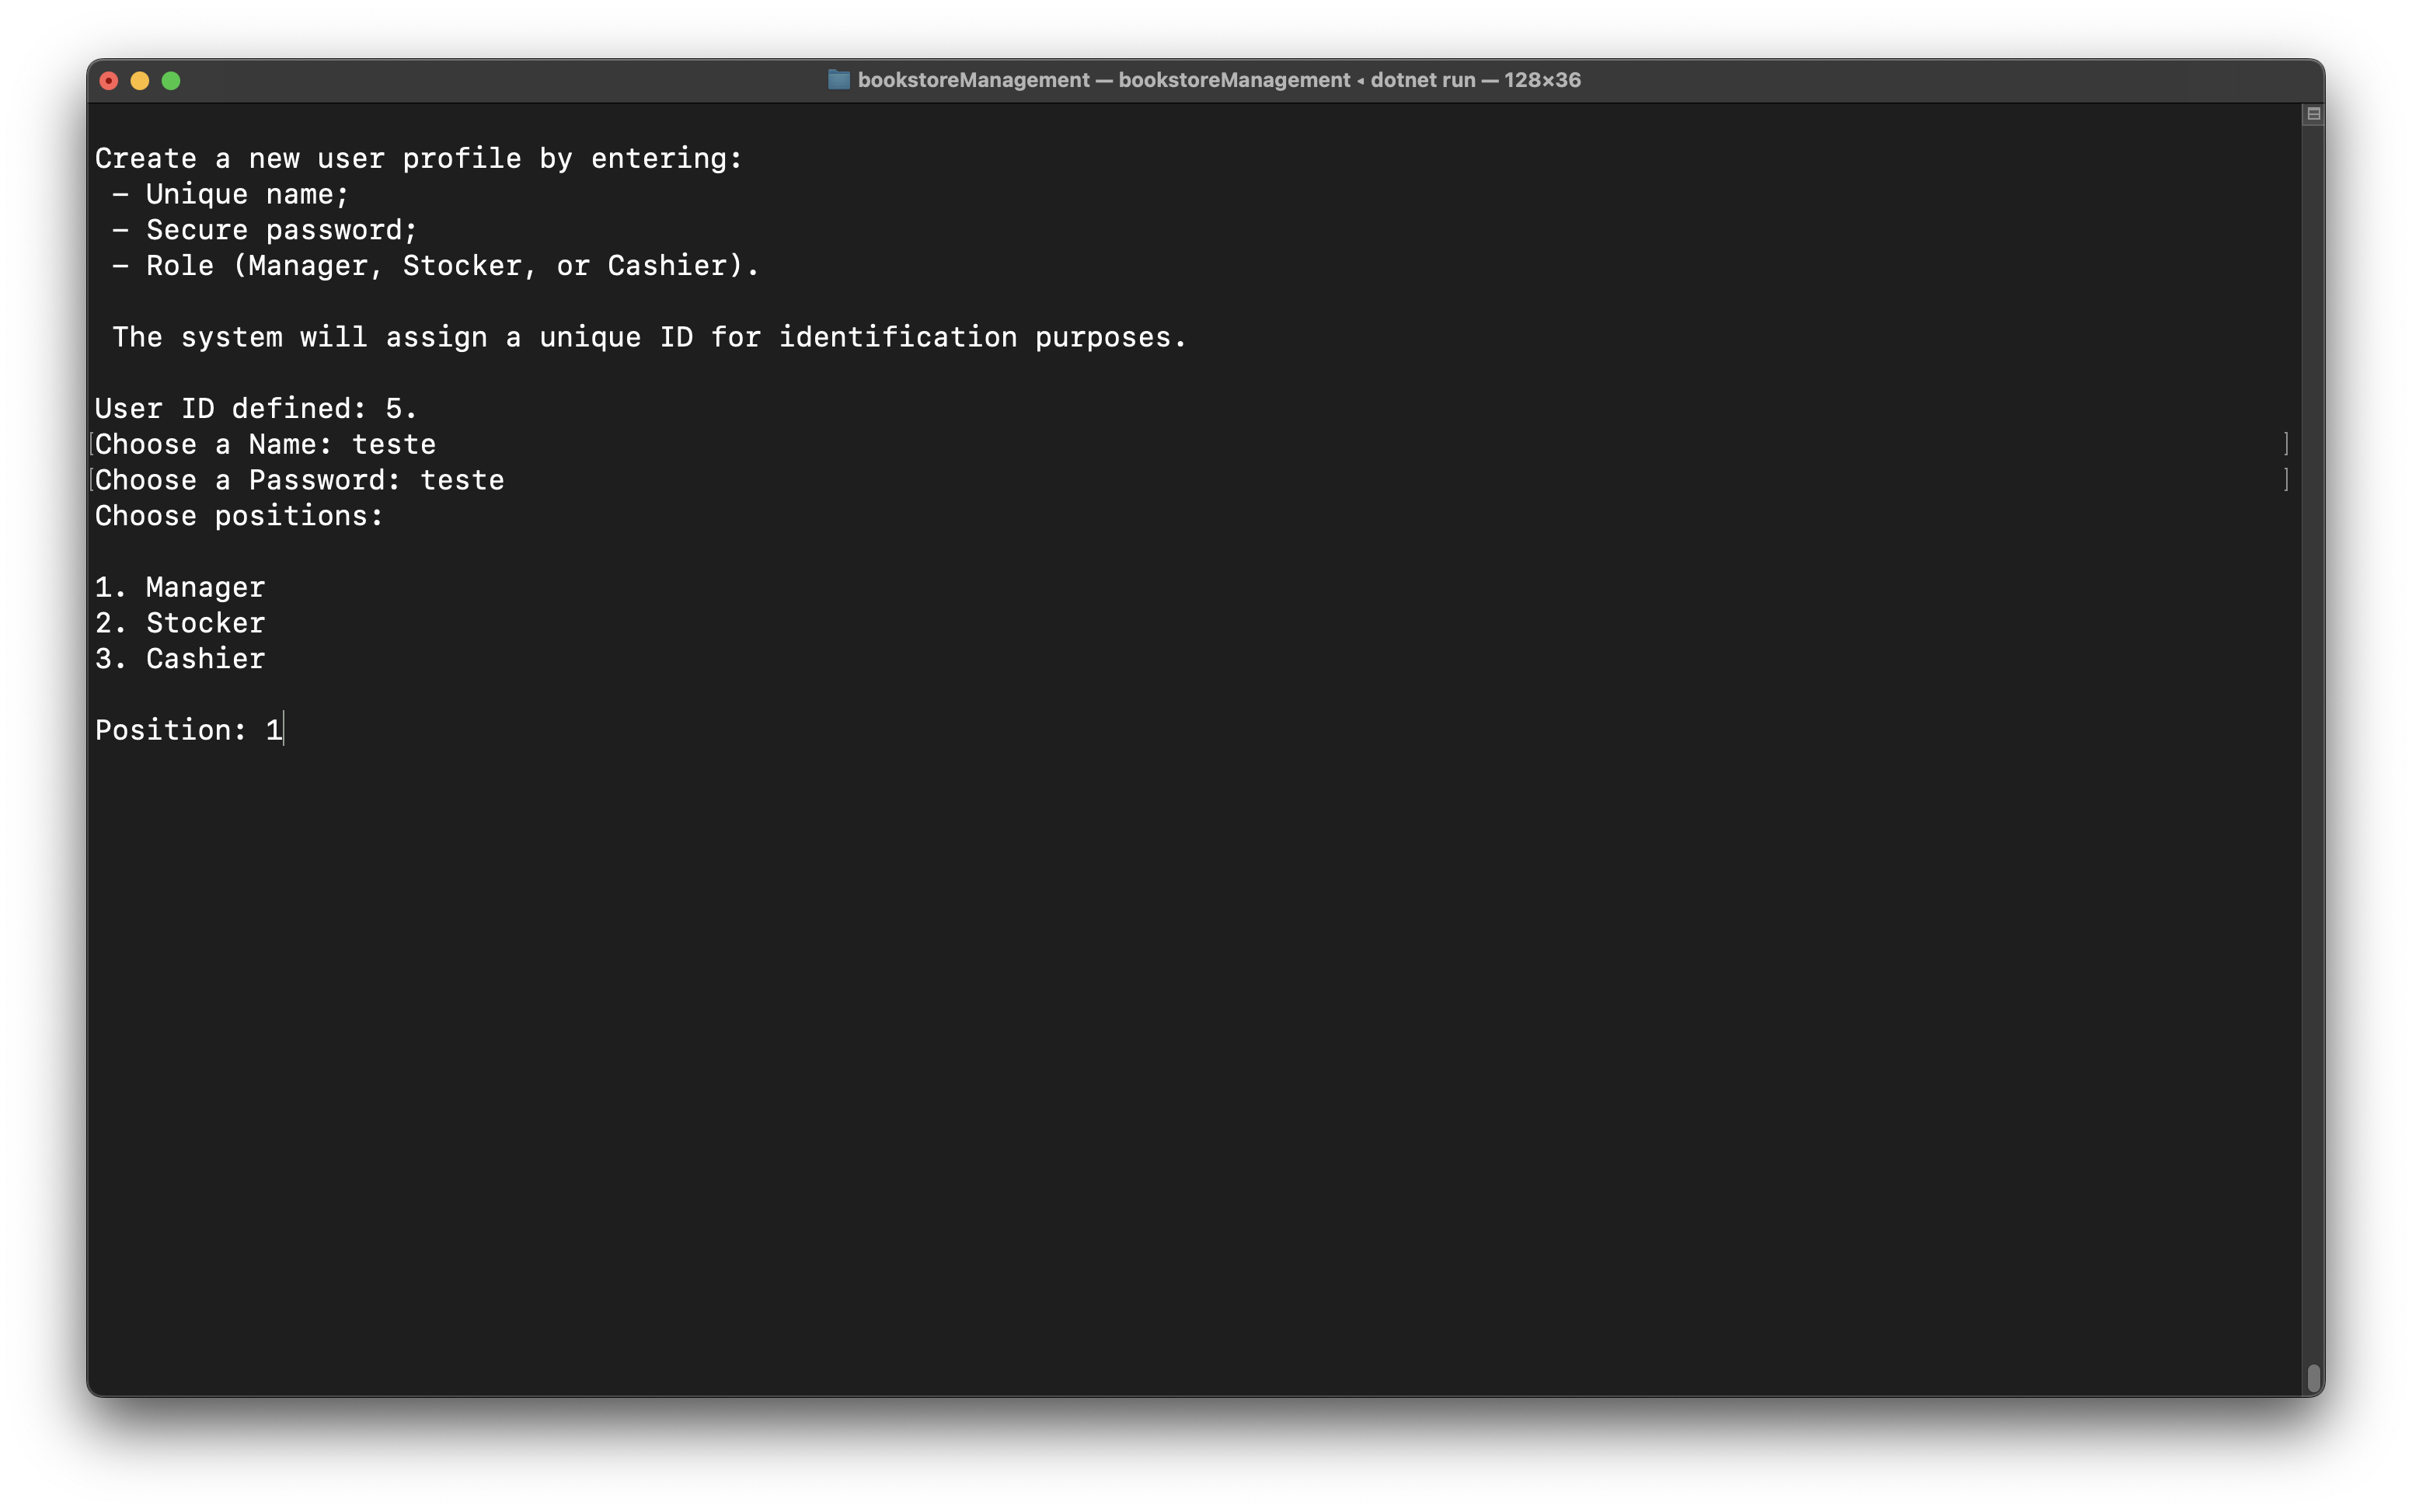 bookstoreManagement — bookstoreManagement ◂ dotnet run — 128×36
Create a new user profile by entering:
 - Unique name;
 - Secure password;
 - Role (Manager, Stocker, or Cashier).
 The system will assign a unique ID for identification purposes.
User ID defined: 5.
[Choose a Name: teste ]
[Choose a Password: teste ]
Choose positions:
1. Manager
2. Stocker
3. Cashier
Position: 1